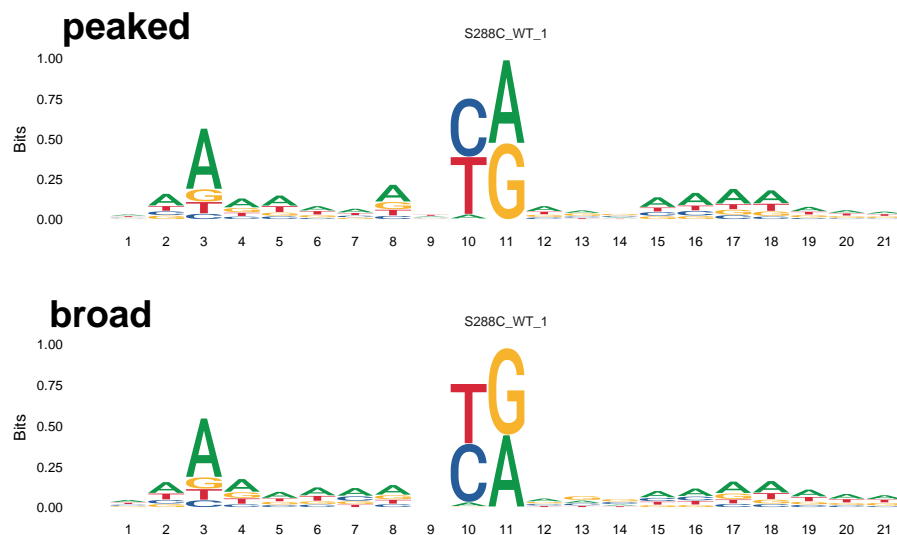 peaked
S288C_WT_1
1.00
0.75
0.50
0.25
0.00
Bits
C A
A T G
1 2 3 4 5 6 7 8 9 10 11 12 13 14 15 16 17 18 19 20 21
broad
S288C_WT_1
1.00
0.75
0.50
0.25
0.00
Bits
T G
A C A
1 2 3 4 5 6 7 8 9 10 11 12 13 14 15 16 17 18 19 20 21